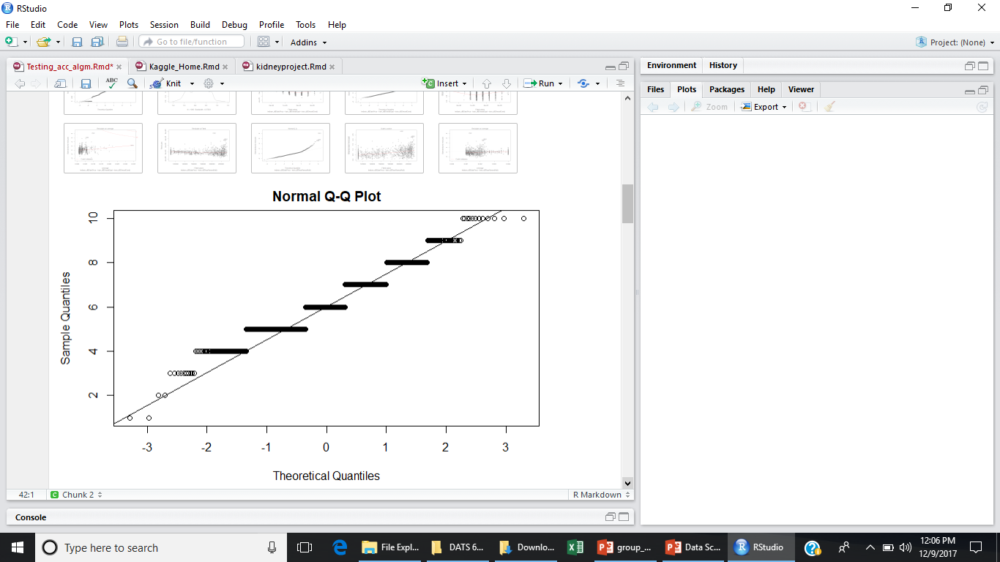 RStudio
File Edit Code View Plots Session Build Debug Profile Tools Help
Go to file/function Addins Project: (None)
Testing_acc_algm.Rmd* Kaggle_Home.Rmd kidneyproject.Rmd
ABC Knit Insert Run
Normal Q-Q Plot
Sample Quantiles
10
8
6
4
2
-3 -2 -1 0 1 2 3
Theoretical Quantiles
42:1 C Chunk 2 R Markdown
Console
Environment History
Files Plots Packages Help Viewer
Zoom Export
Type here to search File Expl... DATS 6... Downlo... group_... Data Sc... RStudio 12:06 PM
12/9/2017